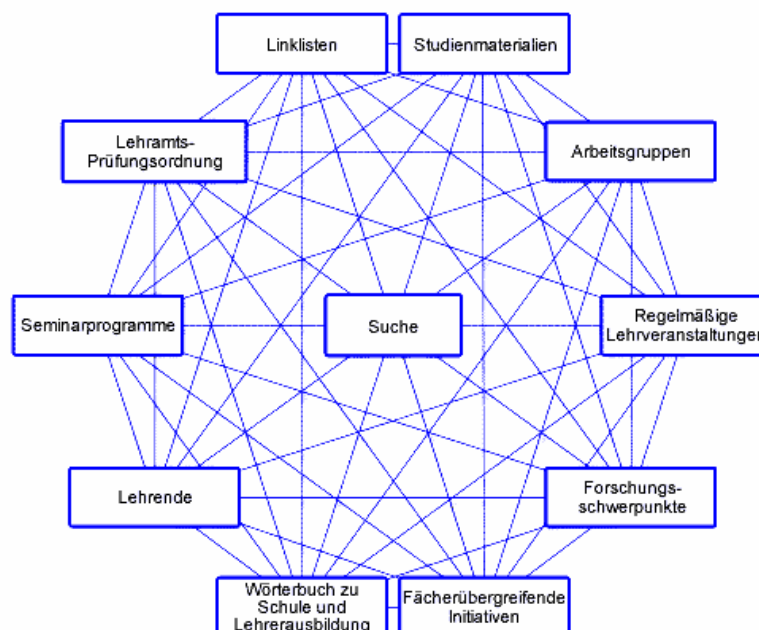 Linklisten
Studienmaterialien
Lehramts-
Prüfungsordnung
Arbeitsgruppen
Seminarprogramme
Suche
Regelmäßige
Lehrveranstaltungen
Lehrende
Forschungs-
schwerpunkte
Wörterbuch zu
Schule und
Lehrerausbildung
Fächerübergreifende
Initiativen